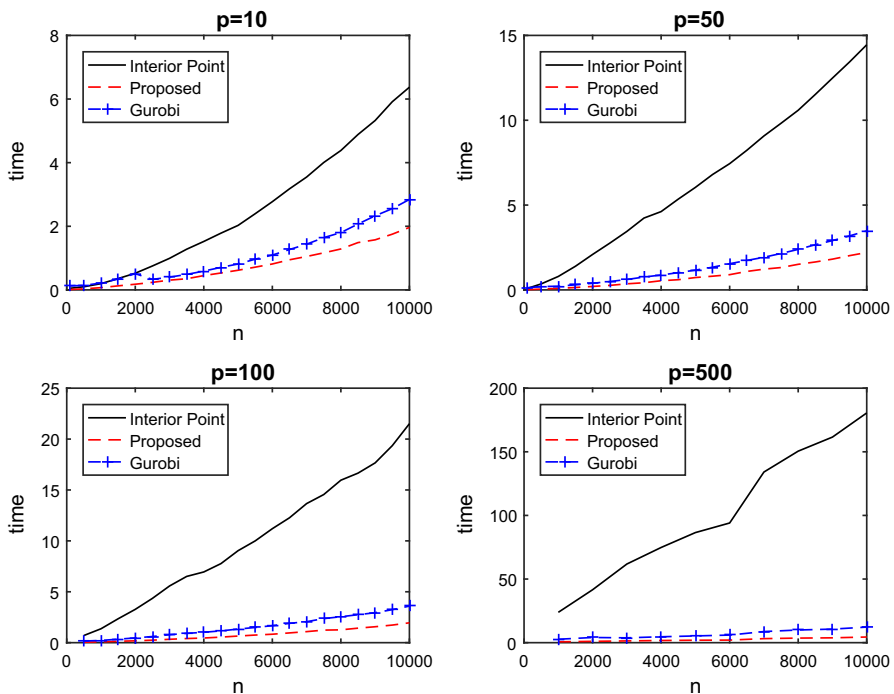 p=10
8
6
4
2
0
time
Interior Point
Proposed
Gurobi
0 2000 4000 6000 8000 10000
n
p=50
15
10
5
0
time
Interior Point
Proposed
Gurobi
0 2000 4000 6000 8000 10000
n
p=100
25
20
15
10
5
0
time
Interior Point
Proposed
Gurobi
0 2000 4000 6000 8000 10000
n
p=500
200
150
100
50
0
time
Interior Point
Proposed
Gurobi
0 2000 4000 6000 8000 10000
n